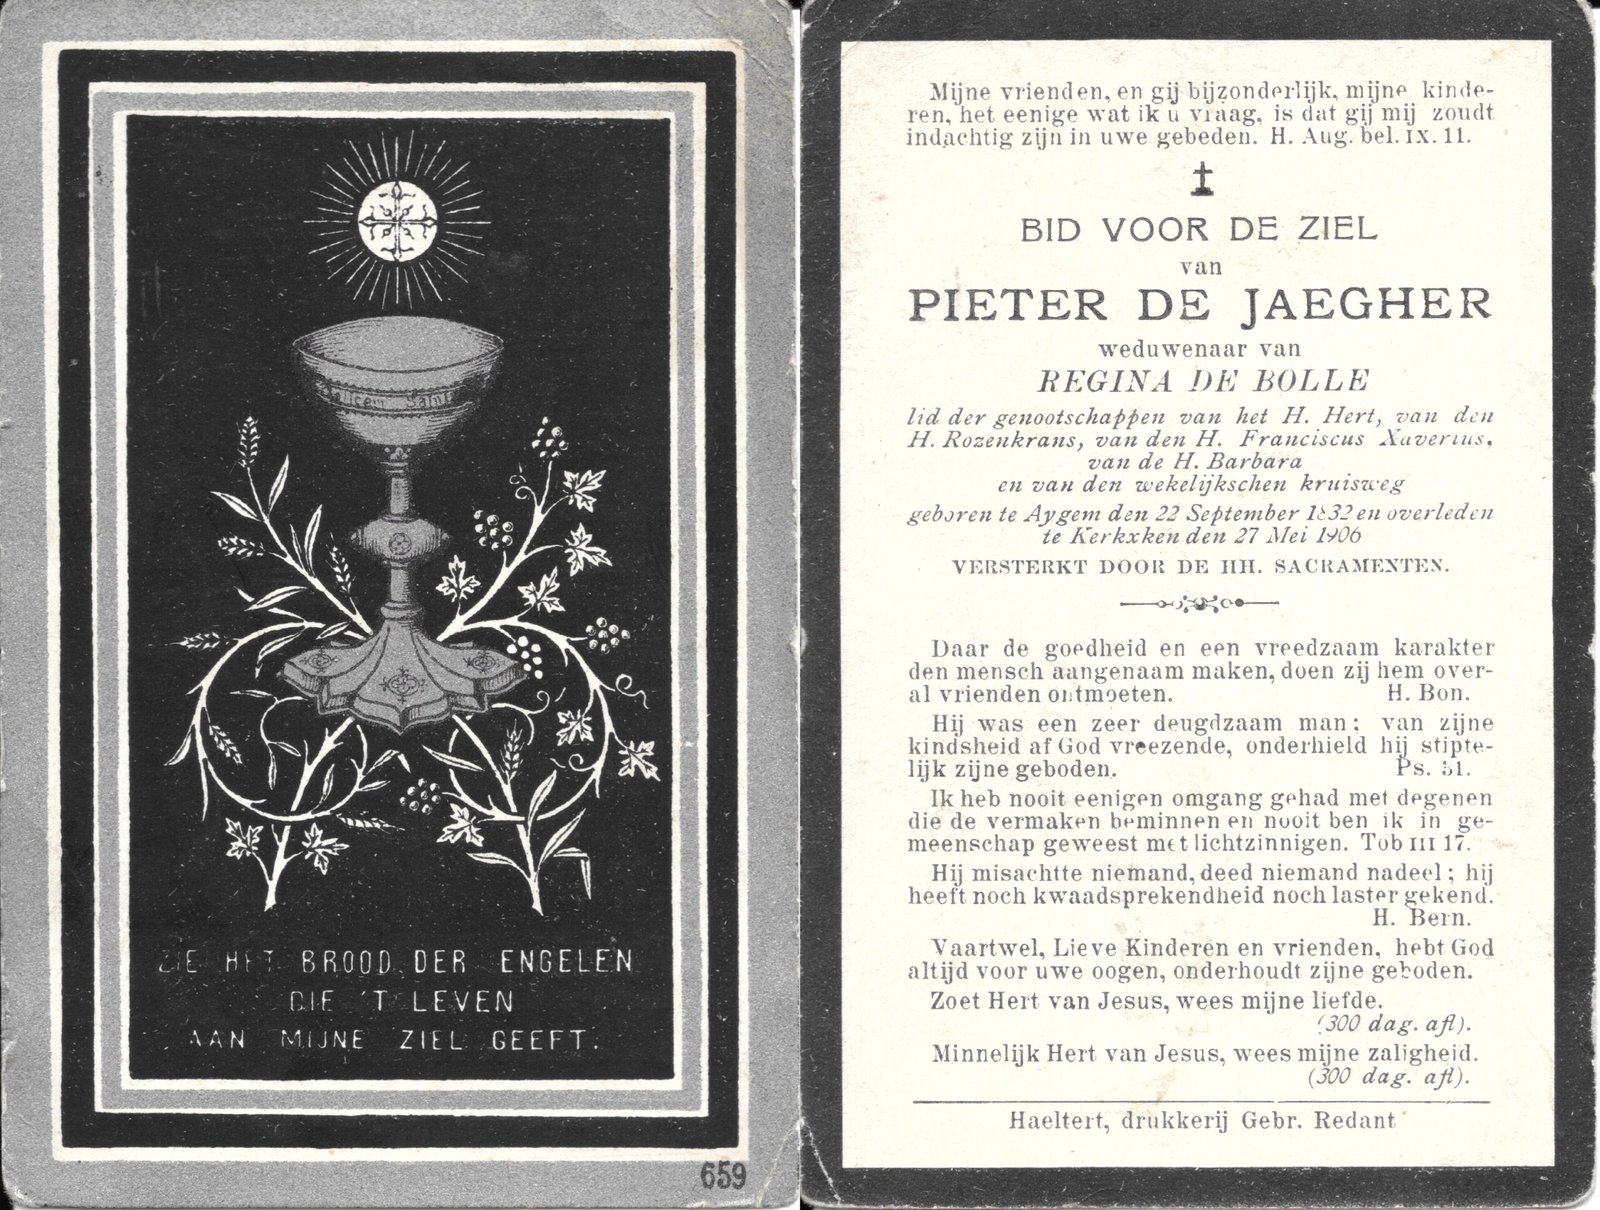 Calicem Salut
ZIE HET BROOD DER ENGELEN
DIE 'T LEVEN
AAN MIJNE ZIEL GEEFT.
659
Mijne vrienden, en gij bijzonderlijk, mijne kinde-
ren, het eenige wat ik u vraag, is dat gij mij zoudt
indachtig zijn in uwe gebeden. H. Aug. bel. IX. 11.
BID VOOR DE ZIEL
van
PIETER DE JAEGHER
weduwenaar van
REGINA DE BOLLE
lid der genootschappen van het H. Hert, van den
H. Rozenkrans, van den H. Franciscus Xaverius,
van de H. Barbara
en van den wekelijkschen kruisweg
geboren te Aygem den 22 September 1832 en overleden
te Kerkxken den 27 Mei 1906
VERSTERKT DOOR DE HH. SACRAMENTEN.
Daar de goedheid en een vreedzaam karakter
den mensch aangenaam maken, doen zij hem over-
al vrienden ontmoeten. H. Bon.
Hij was een zeer deugdzaam man; van zijne
kindsheid af God vreezende, onderhield hij stipte-
lijk zijne geboden. Ps. 51.
Ik heb nooit eenigen omgang gehad met degenen
die de vermaken beminnen en nooit ben ik in ge-
meenschap geweest met lichtzinnigen. Tob III 17.
Hij misachtte niemand, deed niemand nadeel; hij
heeft noch kwaadsprekendheid noch laster gekend.
H. Bern.
Vaartwel, Lieve Kinderen en vrienden, hebt God
altijd voor uwe oogen, onderhoudt zijne geboden.
Zoet Hert van Jesus, wees mijne liefde.
(300 dag. afl).
Minnelijk Hert van Jesus, wees mijne zaligheid.
(300 dag. afl).
Haeltert, drukkerij Gebr. Redant